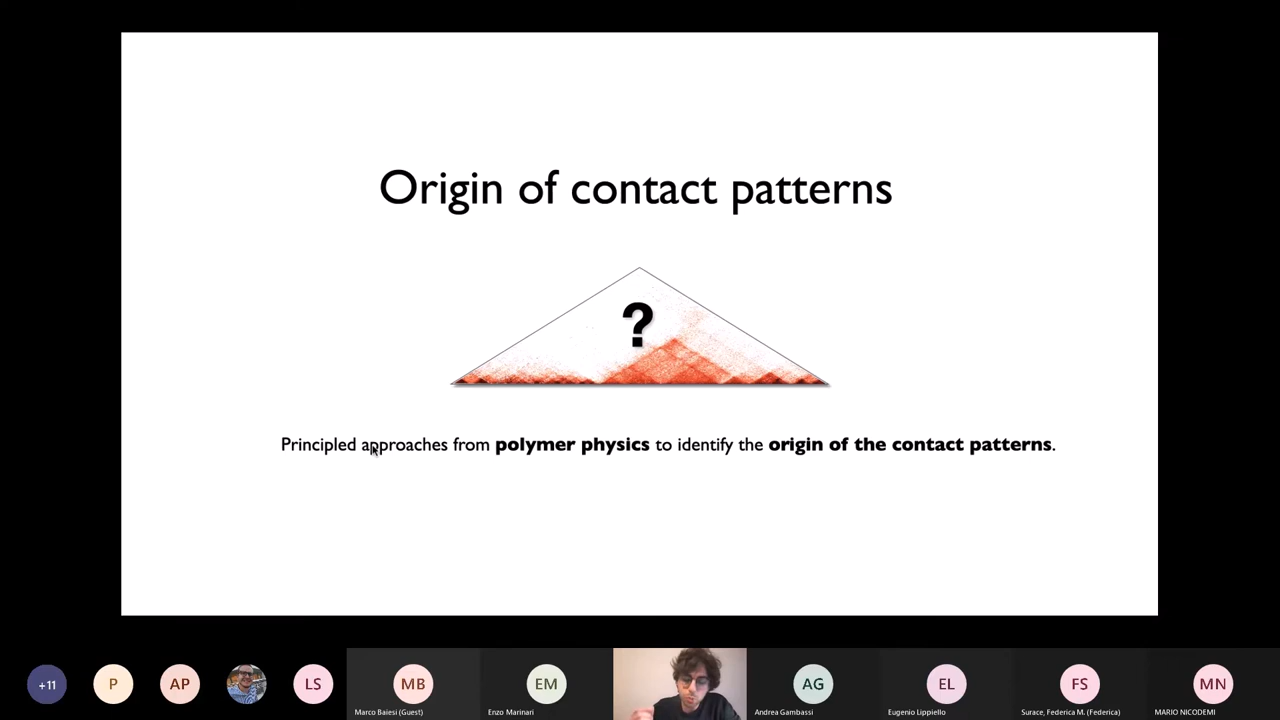 Origin of contact patterns
?
Principled approaches from polymer physics to identify the origin of the contact patterns.
+11
P
AP
LS
MB
EM
AG
EL
FS
MN
Marco Baiesi (Guest)
Enzo Marinari
Andrea Gambassi
Eugenio Lippiello
Surace, Federica M. (Federica)
MARIO NICODEMI